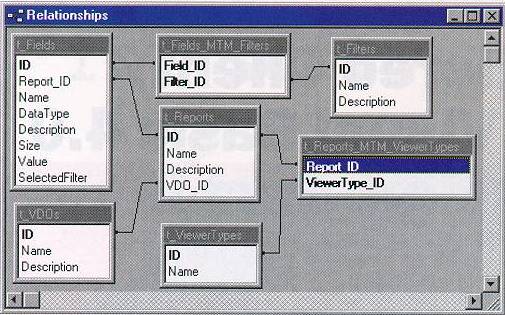 Relationships
t_Fields
ID
Report_ID
Name
DataType
Description
Size
Value
SelectedFilter
t_Fields_MTM_Filters
Field_ID
Filter_ID
t_Filters
ID
Name
Description
t_Reports
ID
Name
Description
VDO_ID
t_Reports_MTM_ViewerTypes
Report_ID
ViewerType_ID
t_VDOs
ID
Name
Description
t_ViewerTypes
ID
Name